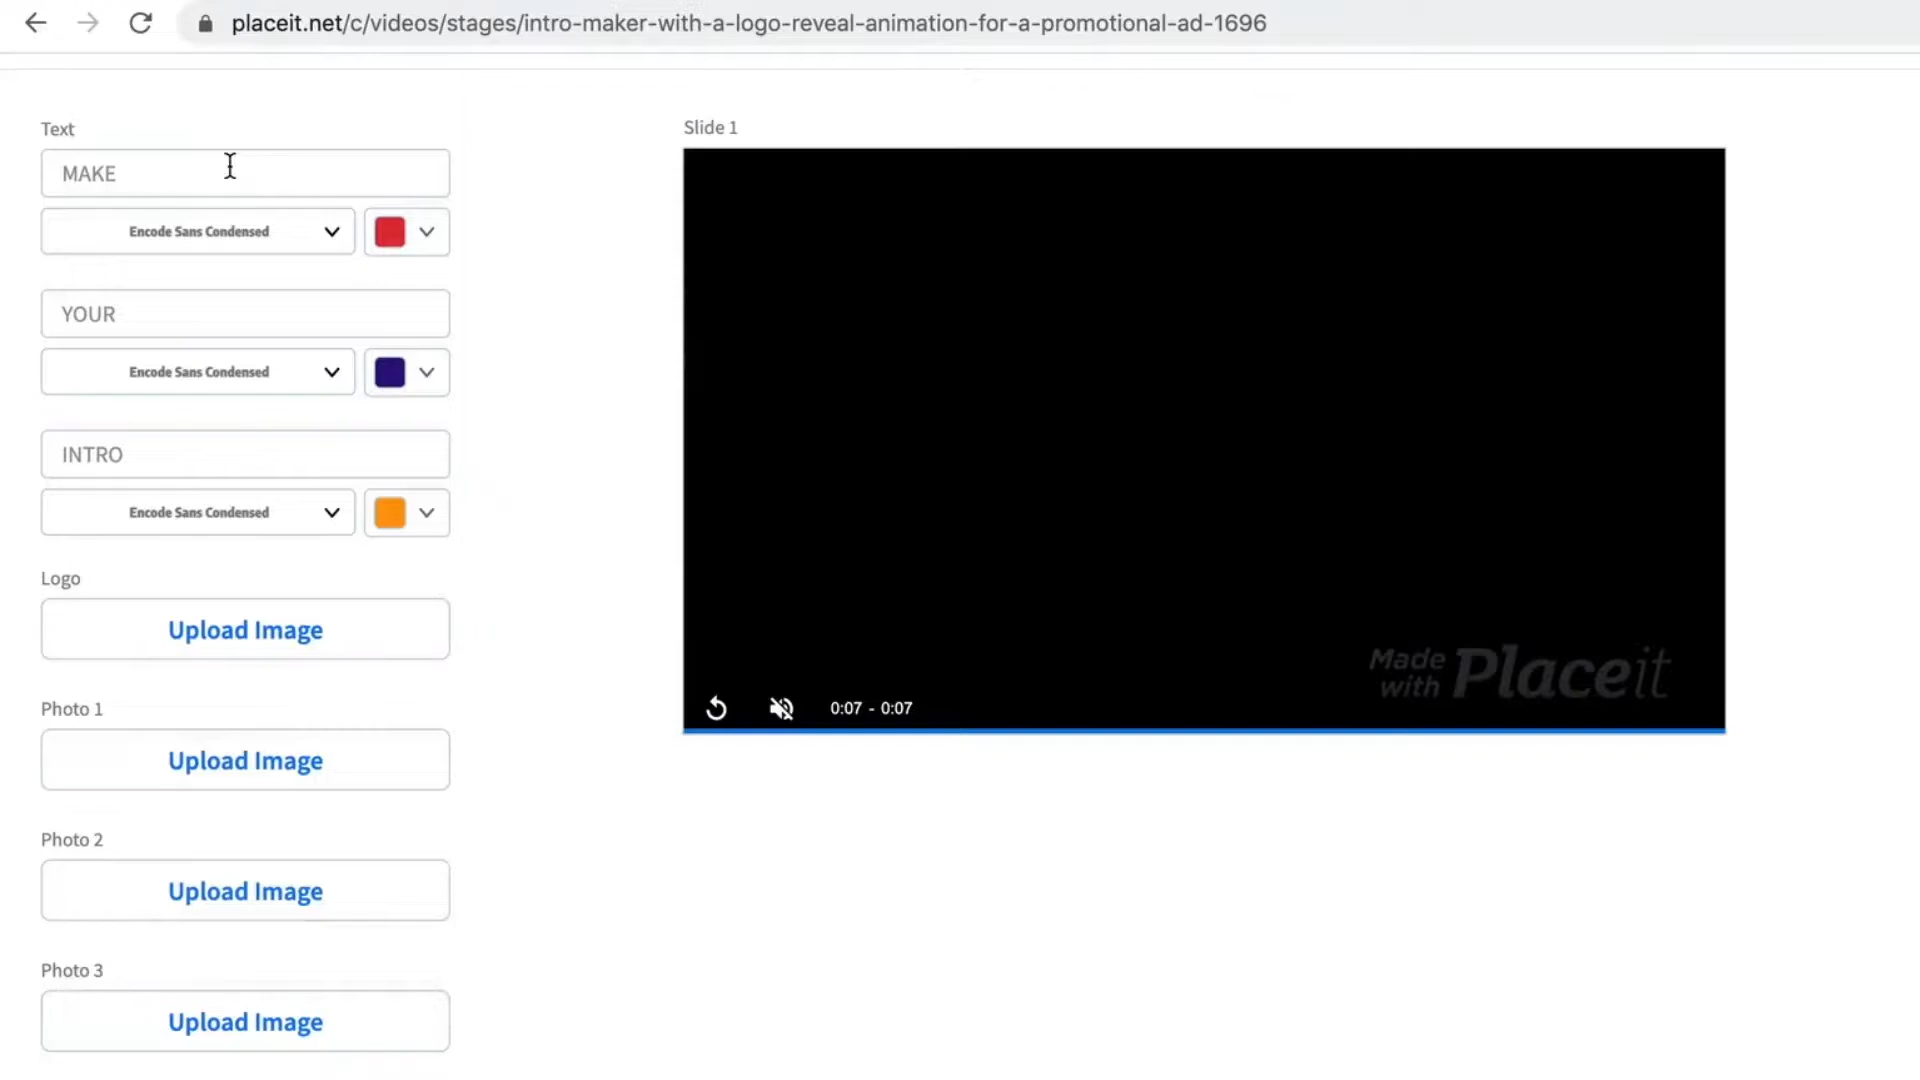 placeit.net/c/videos/stages/intro-maker-with-a-logo-reveal-animation-for-a-promotional-ad-1696
Text
MAKE
Encode Sans Condensed
YOUR
Encode Sans Condensed
INTRO
Encode Sans Condensed
Logo
Upload Image
Photo 1
Upload Image
Photo 2
Upload Image
Photo 3
Upload Image
Slide 1
Made with Placeit
0:07 - 0:07